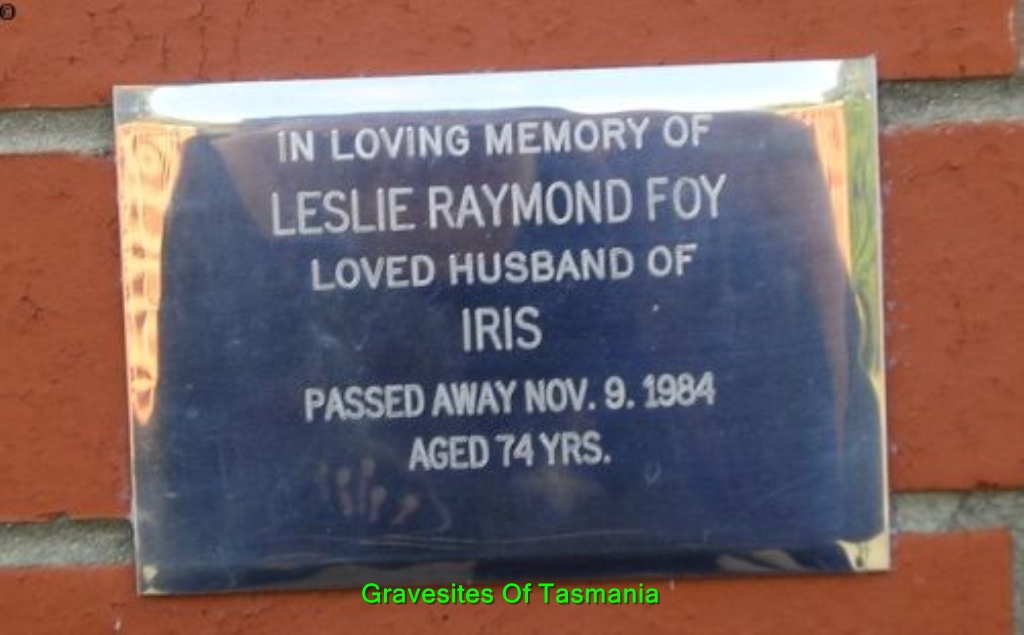 IN LOVING MEMORY OF
LESLIE RAYMOND FOY
LOVED HUSBAND OF
IRIS
PASSED AWAY NOV. 9. 1984
AGED 74 YRS.
Gravesites Of Tasmania